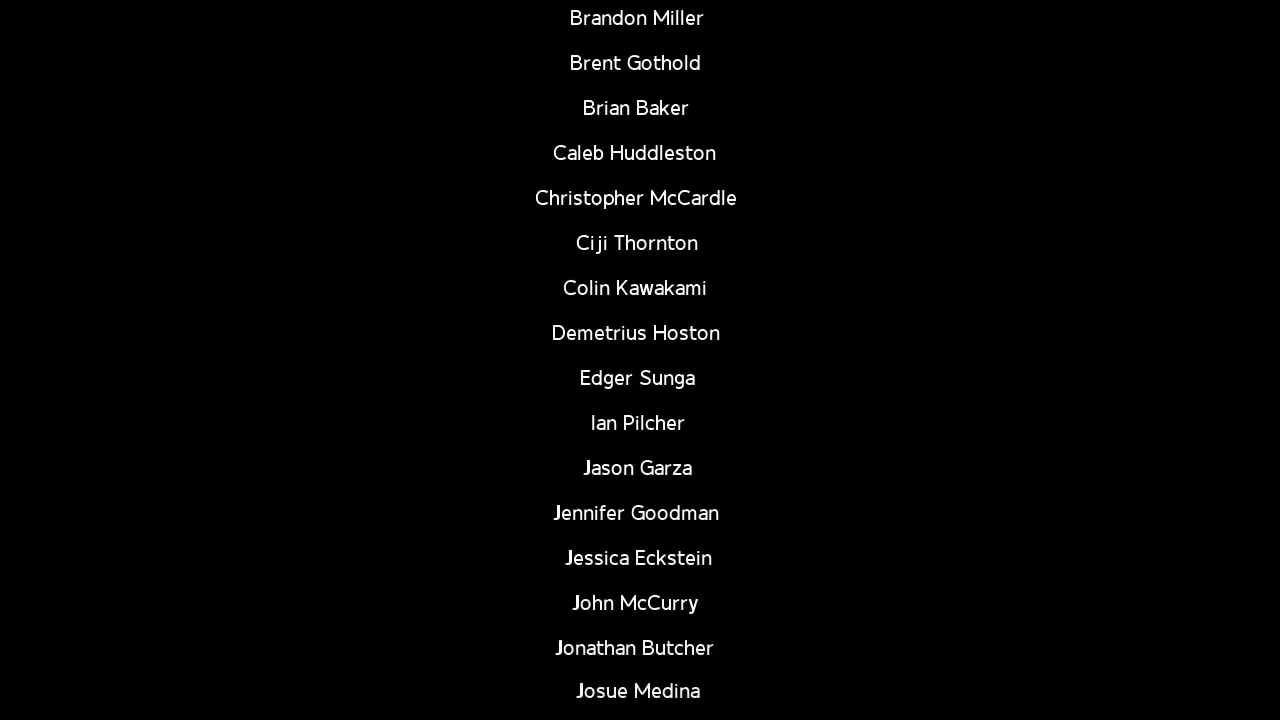 Brandon Miller
Brent Gothold
Brian Baker
Caleb Huddleston
Christopher McCardle
Ciji Thornton
Colin Kawakami
Demetrius Hoston
Edger Sunga
Ian Pilcher
Jason Garza
Jennifer Goodman
Jessica Eckstein
John McCurry
Jonathan Butcher
Josue Medina